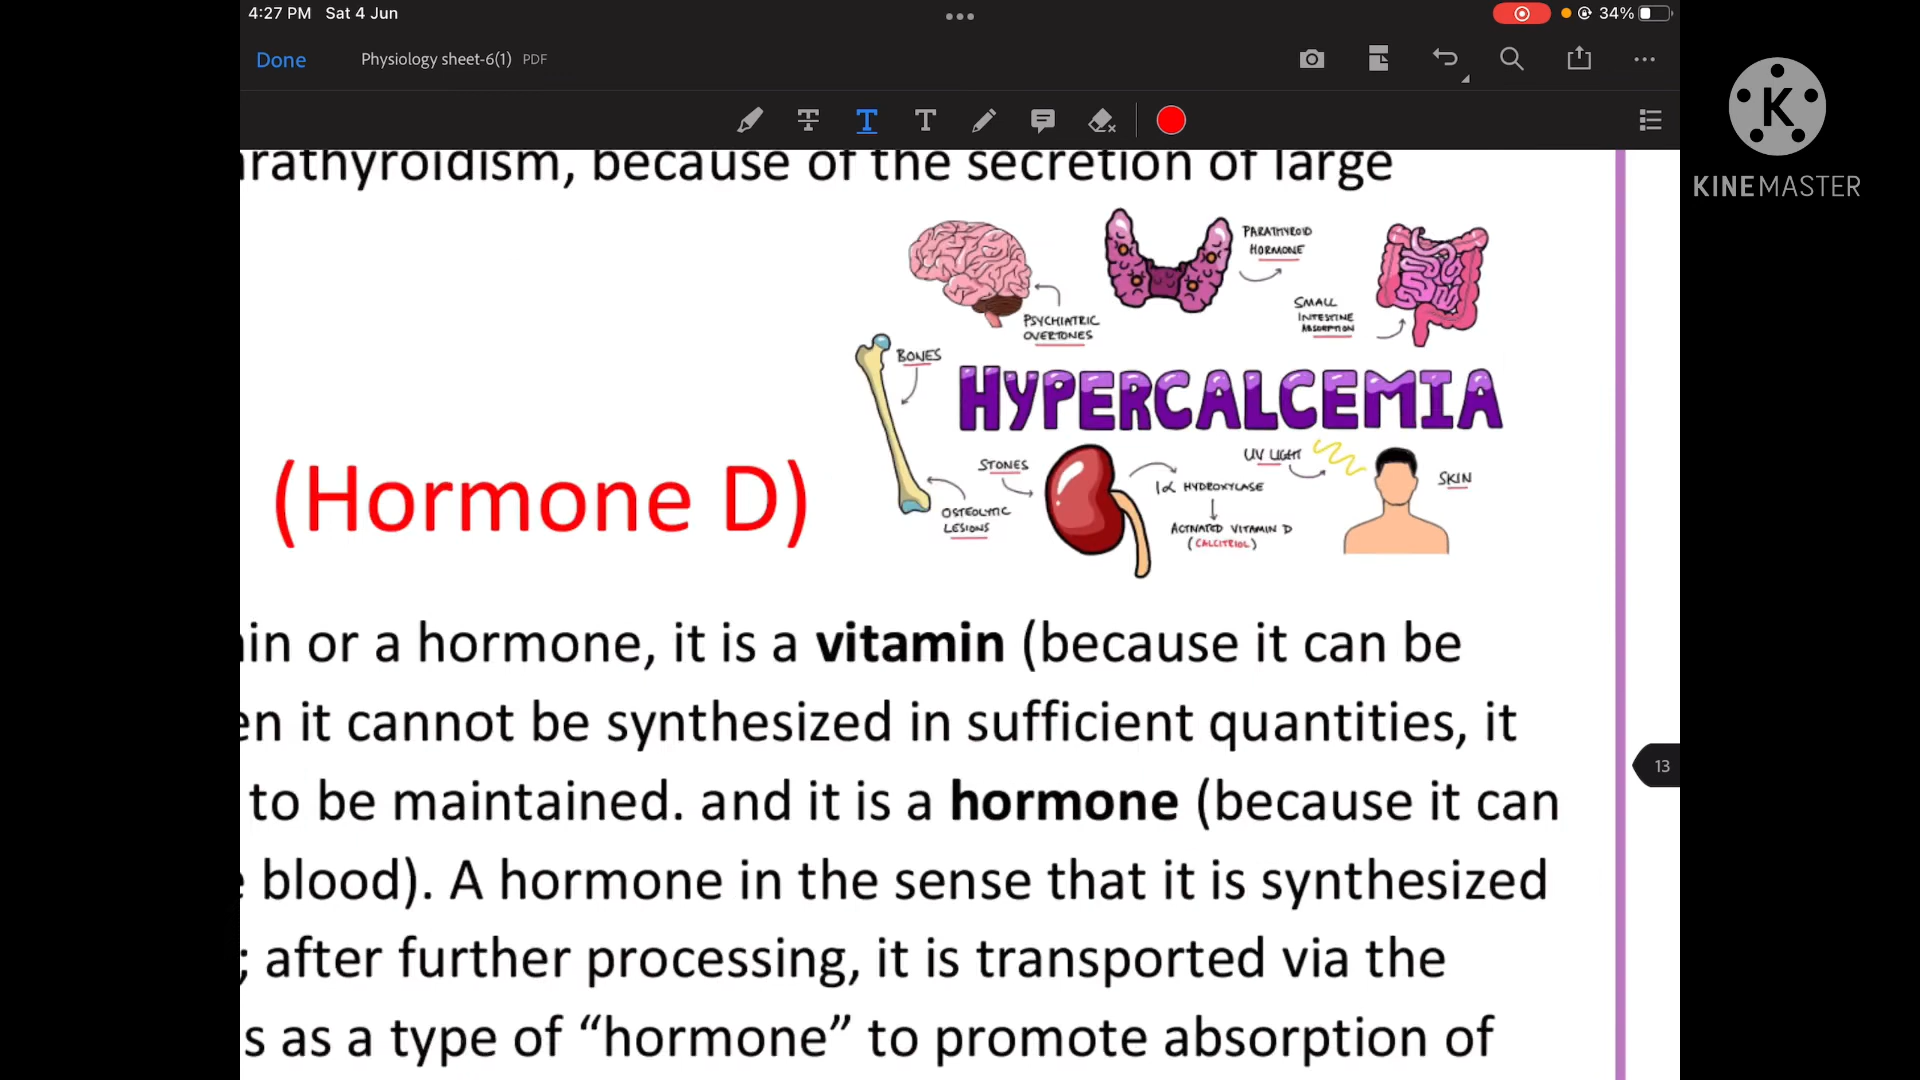 4:27 PM Sat 4 Jun
34%
Done
Physiology sheet-6(1) PDF
KINEMASTER
rathyroidism, because of the secretion of large
PARATHYROID
HORMONE
SMALL
INTESTINE
ABSORPTION
PSYCHIATRIC
OVERTONES
BONES
HYPERCALCEMIA
(Hormone D)
STONES
UV LIGHT
SKIN
1α HYDROXYLASE
OSTEOLYTIC
LESIONS
ACTIVATED VITAMIN D
(CALCITRIOL)
in or a hormone, it is a vitamin (because it can be
en it cannot be synthesized in sufficient quantities, it
13
to be maintained. and it is a hormone (because it can
blood). A hormone in the sense that it is synthesized
; after further processing, it is transported via the
s as a type of “hormone” to promote absorption of